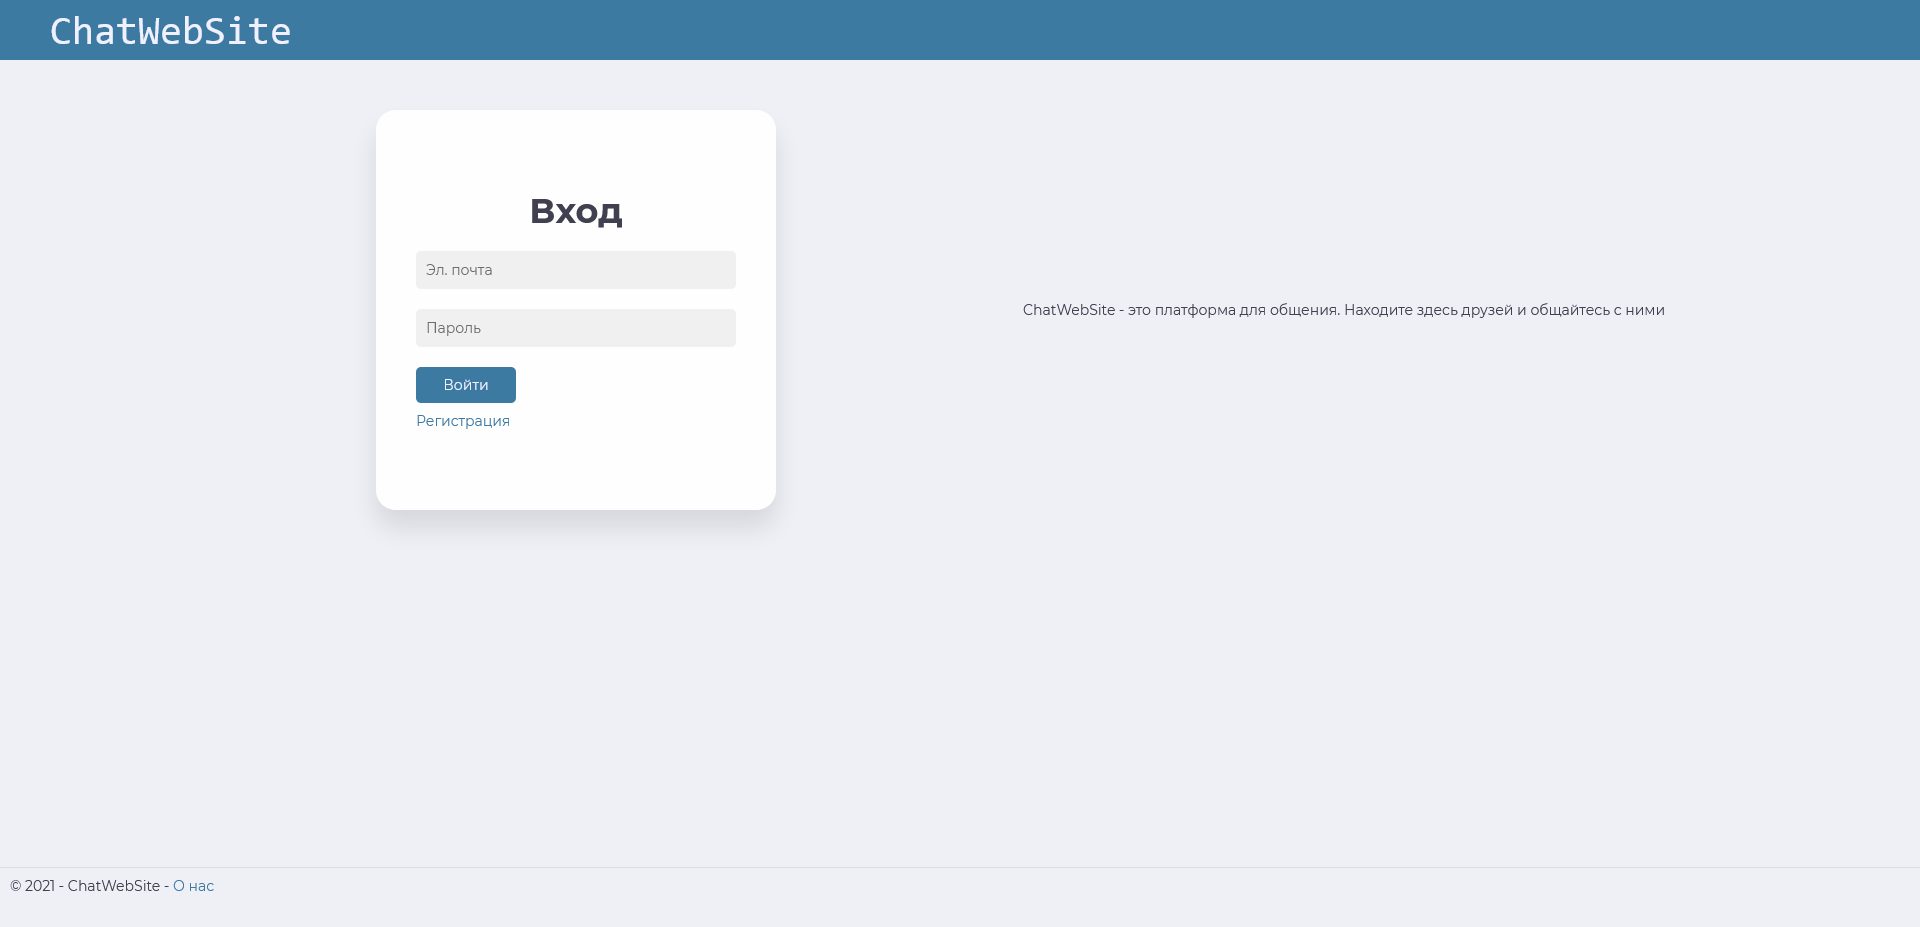 ChatWebSite
Вход
Эл. почта
Пароль
Войти
Регистрация
ChatWebSite - это платформа для общения. Находите здесь друзей и общайтесь с ними
© 2021 - ChatWebSite - О нас